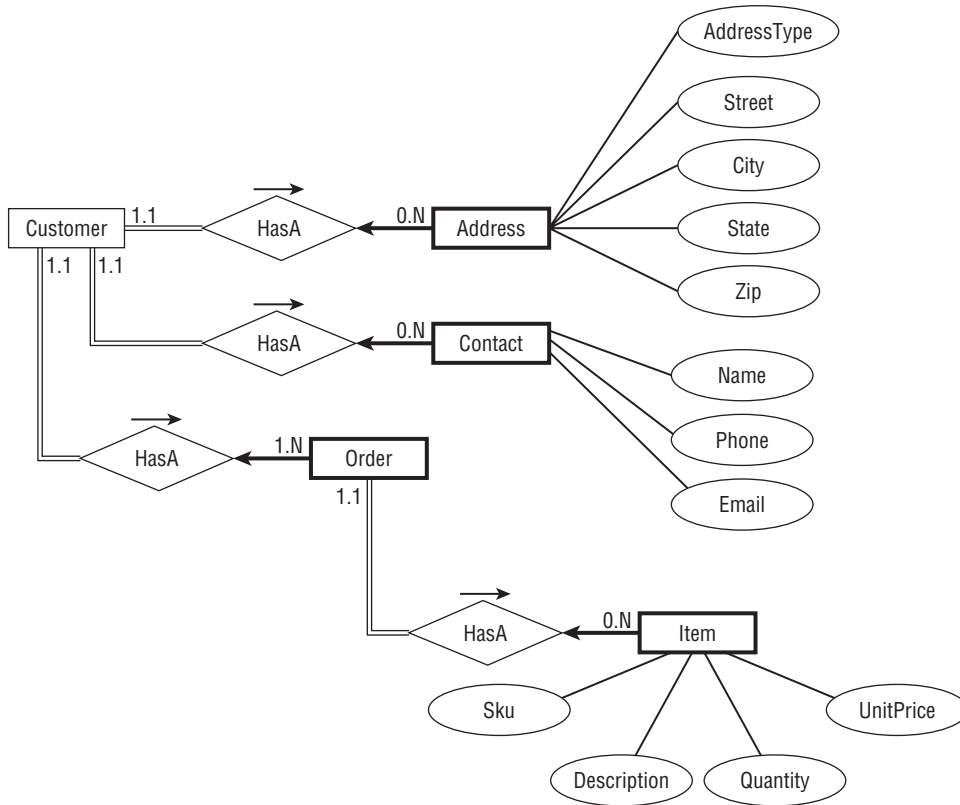 AddressType
Street
City
State
Zip
Customer
1.1
HasA
0.N
Address
1.1
1.1
HasA
0.N
Contact
Name
Phone
Email
HasA
1.N
Order
1.1
HasA
0.N
Item
Sku
UnitPrice
Description
Quantity